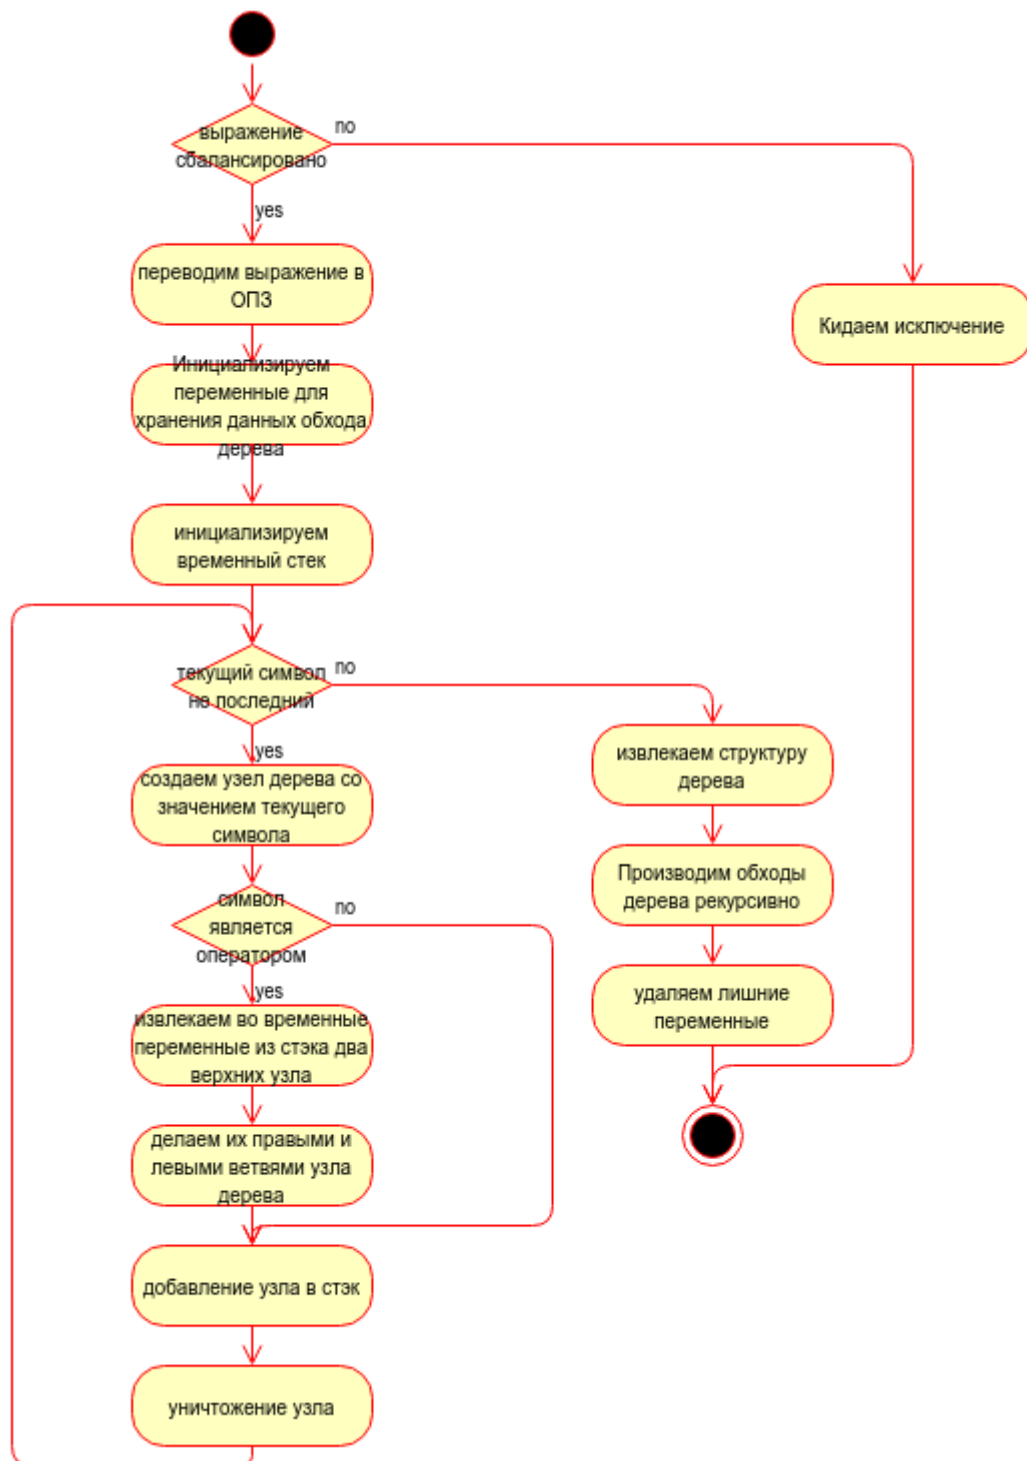 выражение
сбалансировано
no
yes
переводим выражение в
ОПЗ
Кидаем исключение
Инициализируем
переменные для
хранения данных обхода
дерева
инициализируем
временный стек
текущий символ
не последний
no
yes
извлекаем структуру
дерева
создаем узел дерева со
значением текущего
символа
Производим обходы
дерева рекурсивно
символ
является
оператором
no
yes
удаляем лишние
переменные
извлекаем во временные
переменные из стэка два
верхних узла
делаем их правыми и
левыми ветвями узла
дерева
добавление узла в стэк
уничтожение узла